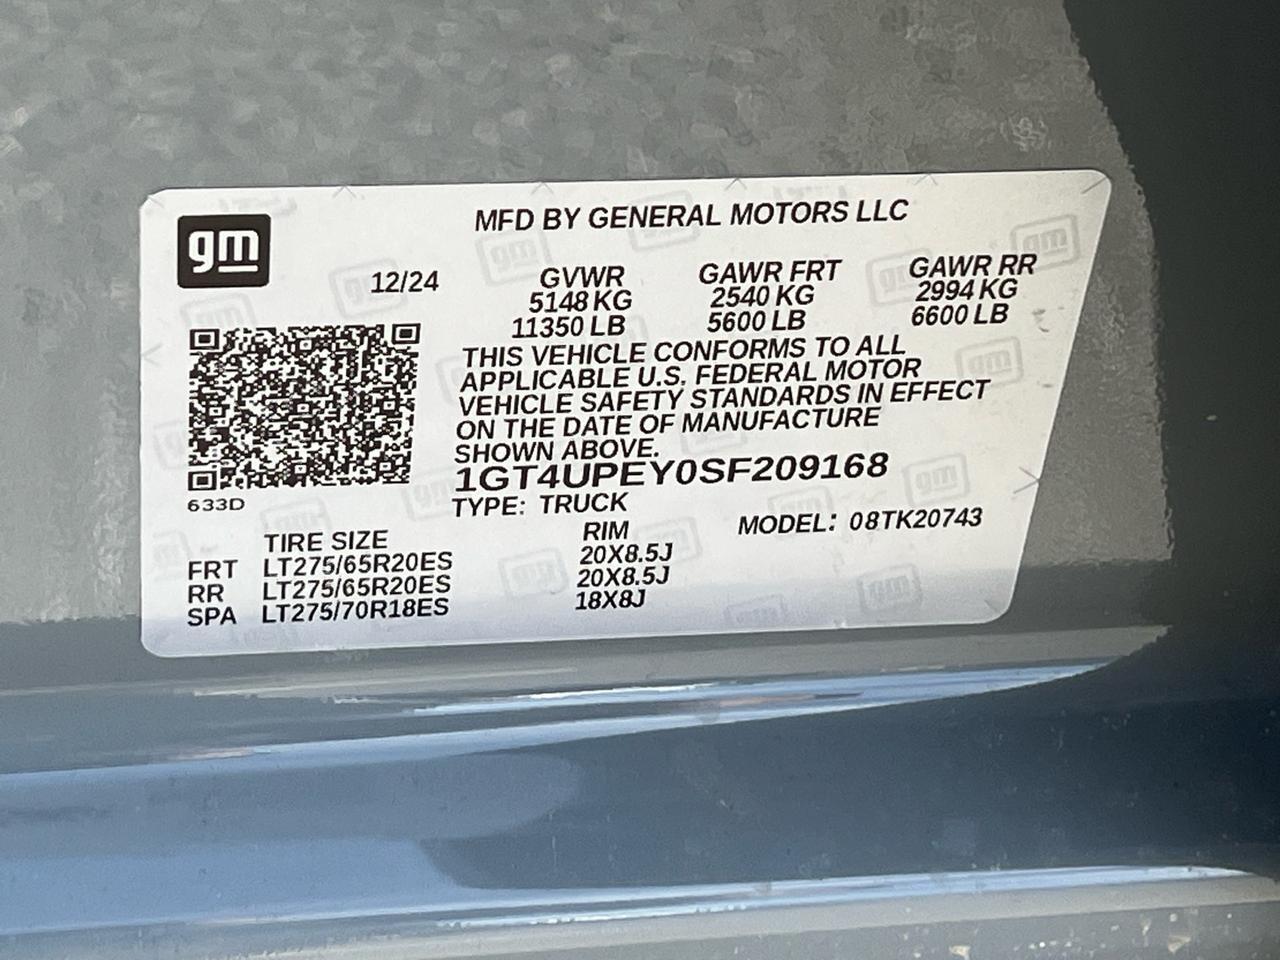 gm
MFD BY GENERAL MOTORS LLC
12/24
GVWR GAWR FRT GAWR RR
5148 KG 2540 KG 2994 KG
11350 LB 5600 LB 6600 LB
THIS VEHICLE CONFORMS TO ALL
APPLICABLE U.S. FEDERAL MOTOR
VEHICLE SAFETY STANDARDS IN EFFECT
ON THE DATE OF MANUFACTURE
SHOWN ABOVE.
1GT4UPEY0SF209168
633D
TYPE: TRUCK MODEL: 08TK20743
TIRE SIZE RIM
FRT LT275/65R20ES 20X8.5J
RR LT275/65R20ES 20X8.5J
SPA LT275/70R18ES 18X8J